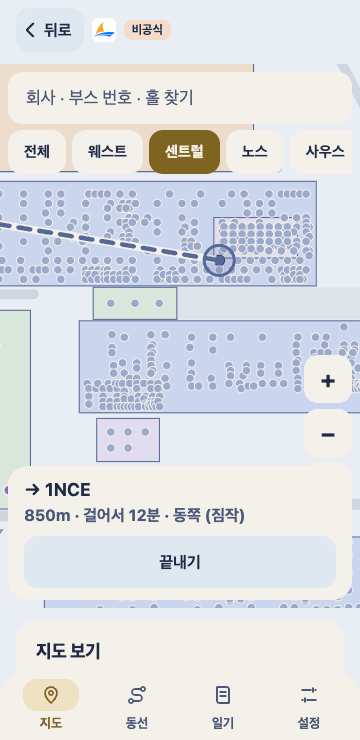 뒤로
비공식
회사 · 부스 번호 · 홀 찾기
전체
웨스트
센트럴
노스
사우스
+
−
→ 1NCE
850m · 걸어서 12분 · 동쪽 (짐작)
끝내기
지도 보기
지도
동선
일기
설정